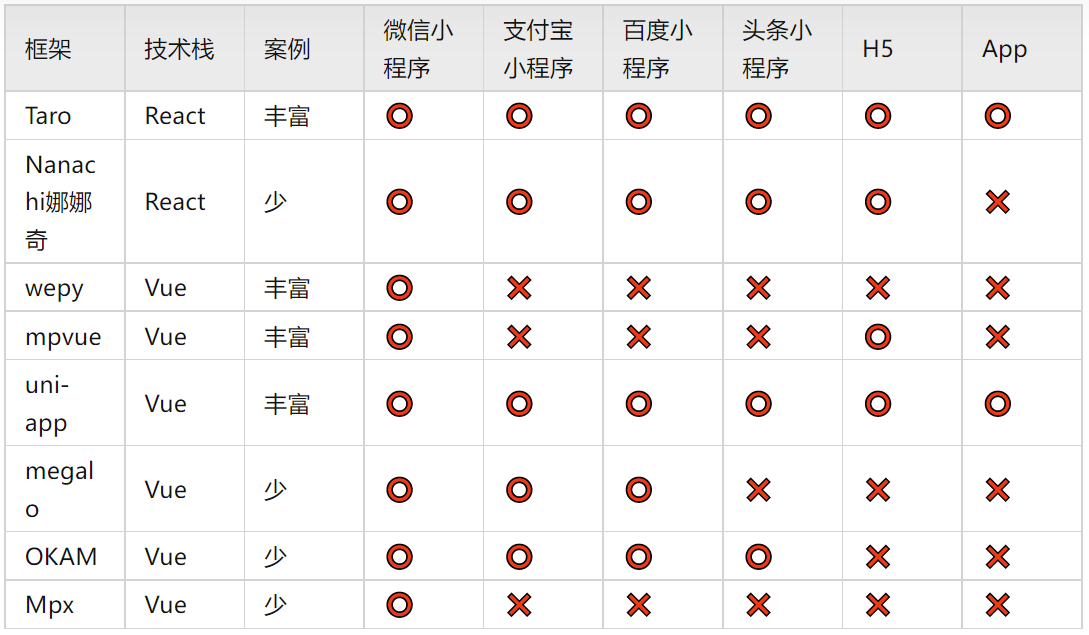 框架 技术栈 案例 微信小程序 支付宝小程序 百度小程序 头条小程序 H5 App
Taro React 丰富 ⭕ ⭕ ⭕ ⭕ ⭕ ⭕
Nanachi娜娜奇 React 少 ⭕ ⭕ ⭕ ⭕ ⭕ ❌
wepy Vue 丰富 ⭕ ❌ ❌ ❌ ❌ ❌
mpvue Vue 丰富 ⭕ ❌ ❌ ❌ ⭕ ❌
uni-app Vue 丰富 ⭕ ⭕ ⭕ ⭕ ⭕ ⭕
megalo Vue 少 ⭕ ⭕ ⭕ ❌ ❌ ❌
OKAM Vue 少 ⭕ ⭕ ⭕ ⭕ ❌ ❌
Mpx Vue 少 ⭕ ❌ ❌ ❌ ❌ ❌